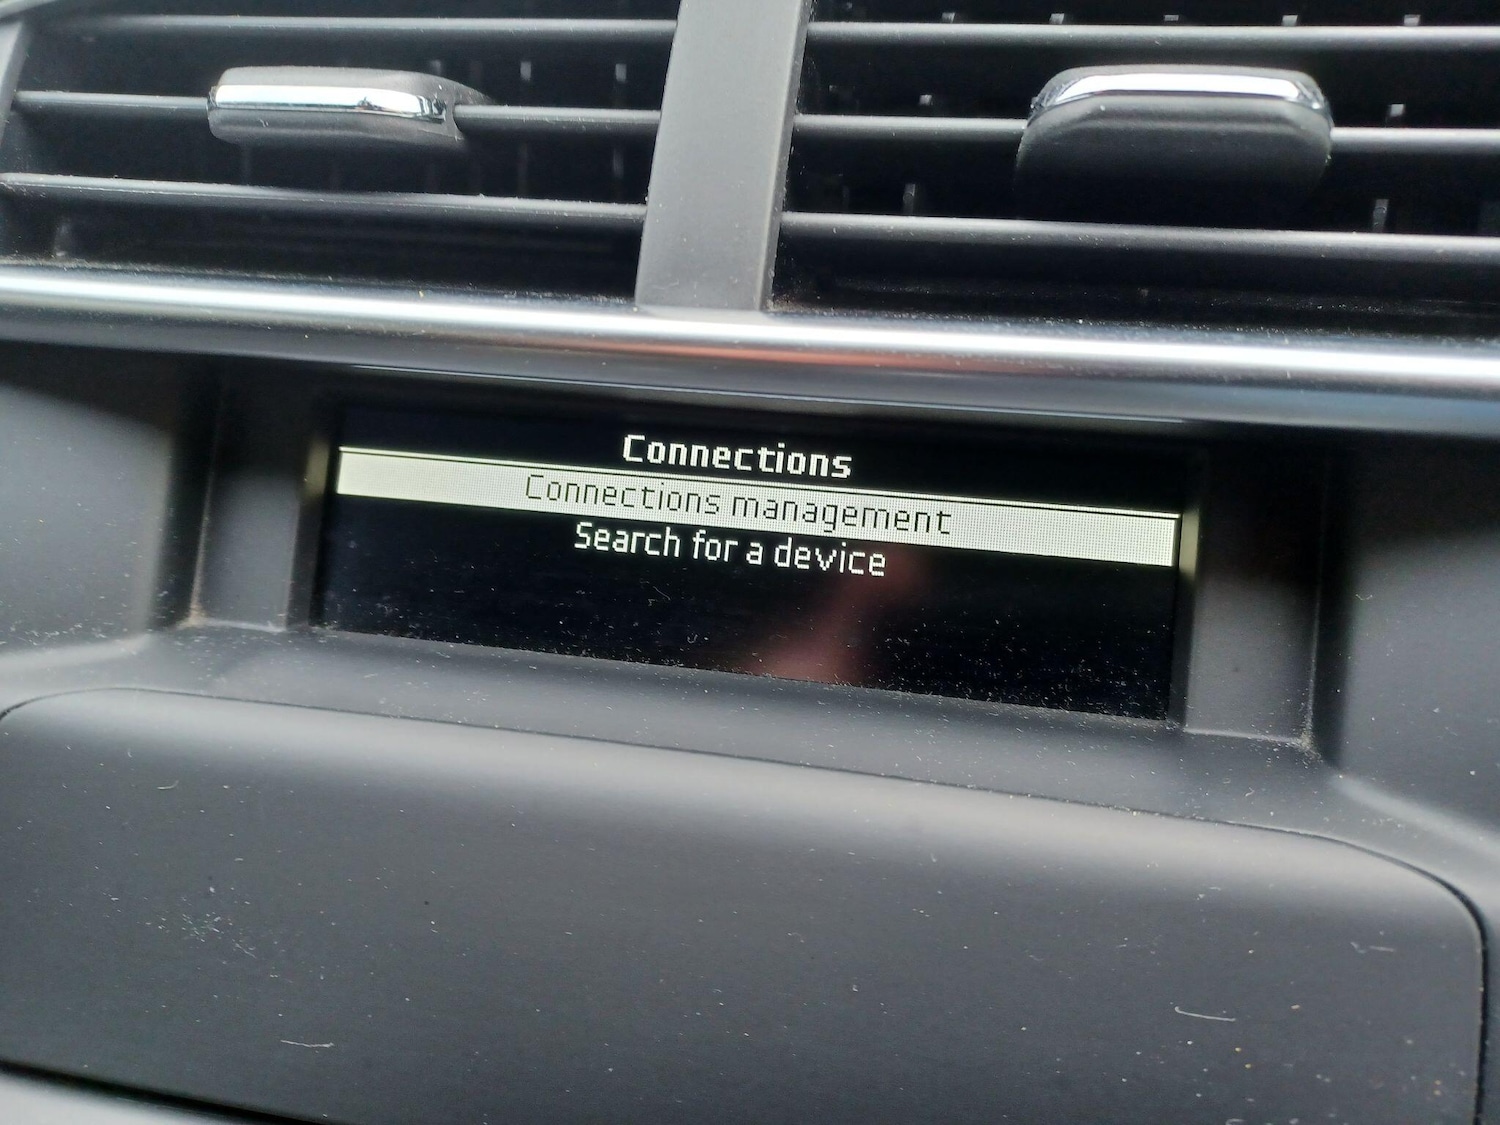 Connections
Connections management
Search for a device